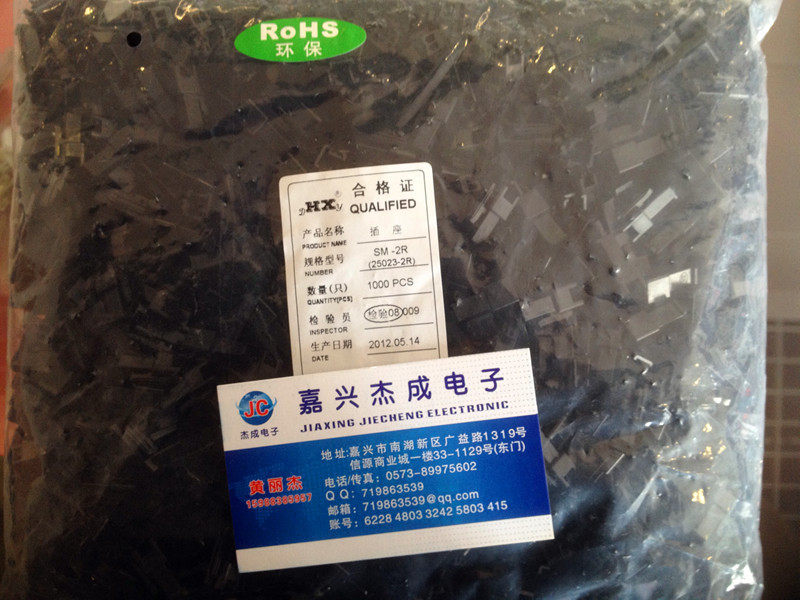 RoHS
环保
HX®
合格证
QUALIFIED
产品名称 插座
PRODUCT NAME
规格型号 SM-2R
NUMBER (25023-2R)
数量(只) 1000 PCS
QUANTITY(PCS)
检验员 检验08 009
INSPECTOR
生产日期 2012.05.14
DATE
JC
杰成电子
嘉兴杰成电子
JIAXING JIECHENG ELECTRONIC
地址:嘉兴市南湖新区广益路1319号
信源商业城一楼33-1129号(东门)
电话/传真: 0573-89975602
QQ: 719863539
邮箱: 719863539@qq.com
账号: 6228 4803 3242 5803 415
黄丽杰